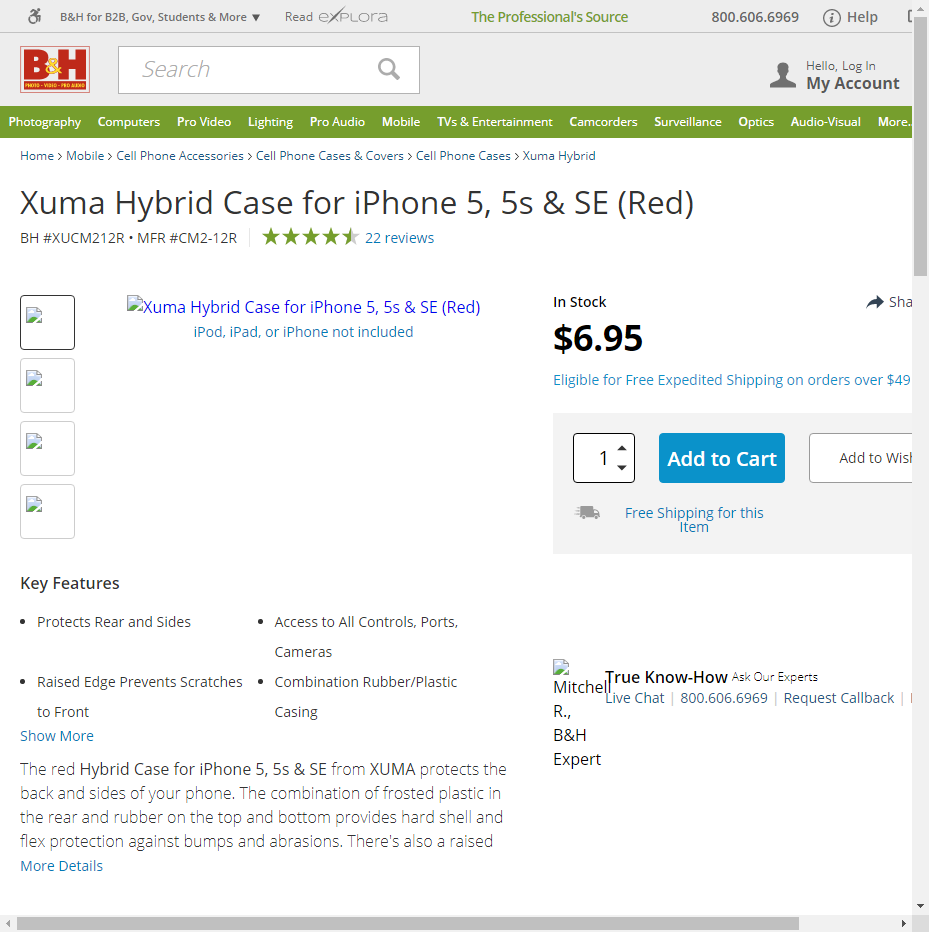 B&H for B2B, Gov, Students & More ▼ Read explora The Professional's Source 800.606.6969 Help
B&H
PHOTO - VIDEO - PRO AUDIO
Search
Hello, Log In
My Account
Photography Computers Pro Video Lighting Pro Audio Mobile TVs & Entertainment Camcorders Surveillance Optics Audio-Visual More..
Home > Mobile > Cell Phone Accessories > Cell Phone Cases & Covers > Cell Phone Cases > Xuma Hybrid
Xuma Hybrid Case for iPhone 5, 5s & SE (Red)
BH #XUCM212R • MFR #CM2-12R 22 reviews
Xuma Hybrid Case for iPhone 5, 5s & SE (Red)
iPod, iPad, or iPhone not included
In Stock Sha
$6.95
Eligible for Free Expedited Shipping on orders over $49
1 Add to Cart Add to Wish
Free Shipping for this
Item
Key Features
• Protects Rear and Sides
• Access to All Controls, Ports,
Cameras
• Raised Edge Prevents Scratches
to Front
• Combination Rubber/Plastic
Casing
Show More
The red Hybrid Case for iPhone 5, 5s & SE from XUMA protects the
back and sides of your phone. The combination of frosted plastic in
the rear and rubber on the top and bottom provides hard shell and
flex protection against bumps and abrasions. There's also a raised
More Details
Mitchell
R.,
B&H
Expert
True Know-How Ask Our Experts
Live Chat | 800.606.6969 | Request Callback |